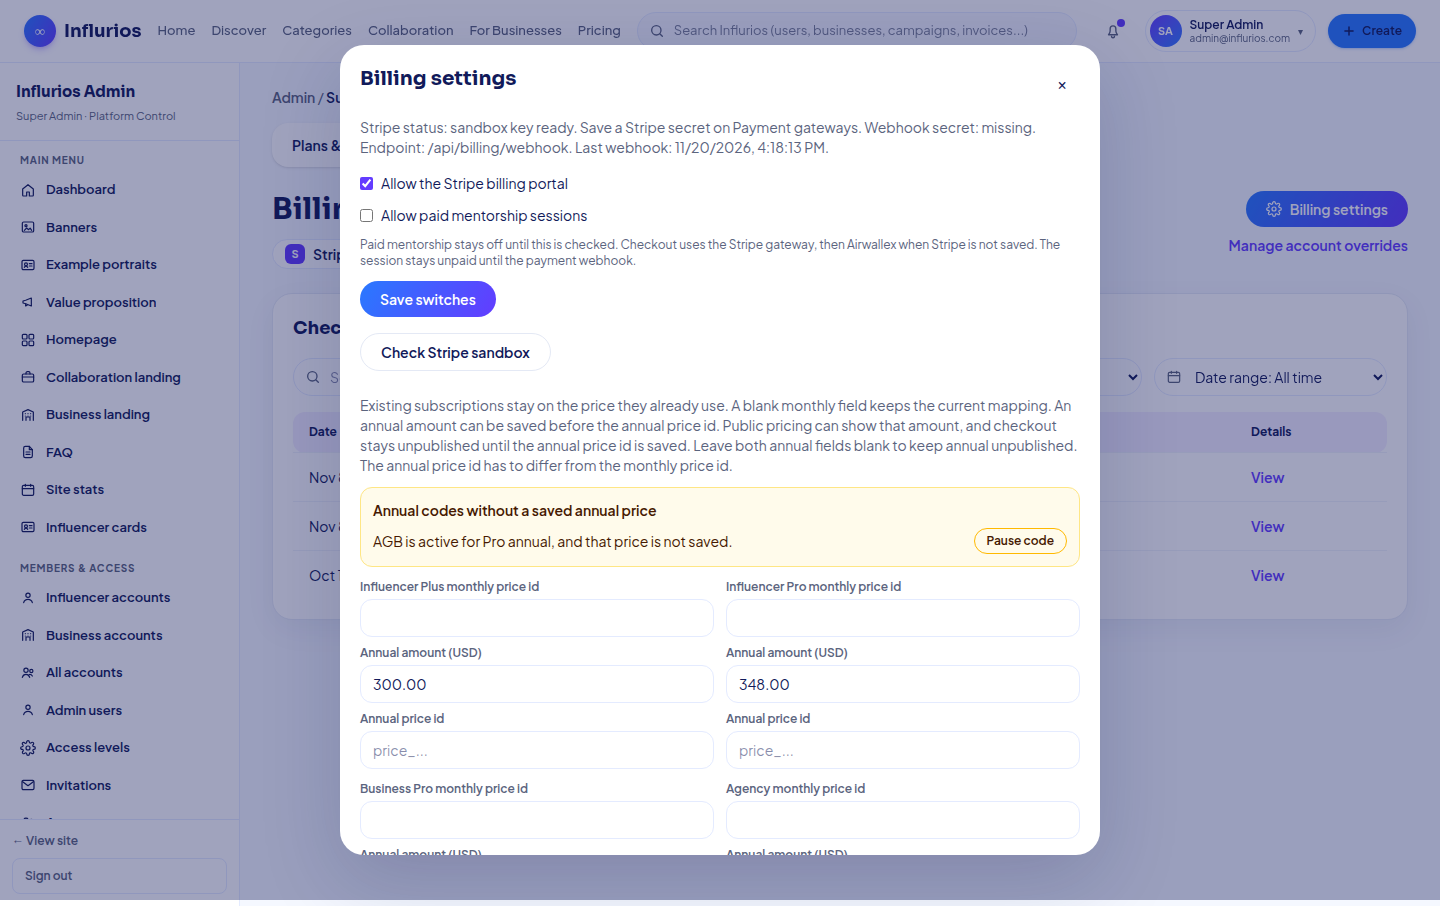 ∞ Influrios Home Discover Categories Collaboration For Businesses Pricing Search Influrios (users, businesses, campaigns, invoices...) SA Super Admin admin@influrios.com ▾ + Create
Influrios Admin
Super Admin · Platform Control
MAIN MENU
Dashboard
Banners
Example portraits
Value proposition
Homepage
Collaboration landing
Business landing
FAQ
Site stats
Influencer cards
MEMBERS & ACCESS
Influencer accounts
Business accounts
All accounts
Admin users
Access levels
Invitations
← View site
Sign out
Admin /
Plans &
Billing settings
Manage account overrides
Date range: All time
Date
Details
Nov
View
Nov
View
Oct
View
Billing settings
×
Stripe status: sandbox key ready. Save a Stripe secret on Payment gateways. Webhook secret: missing.
Endpoint: /api/billing/webhook. Last webhook: 11/20/2026, 4:18:13 PM.
Allow the Stripe billing portal
Allow paid mentorship sessions
Paid mentorship stays off until this is checked. Checkout uses the Stripe gateway, then Airwallex when Stripe is not saved. The
session stays unpaid until the payment webhook.
Save switches
Check Stripe sandbox
Existing subscriptions stay on the price they already use. A blank monthly field keeps the current mapping. An
annual amount can be saved before the annual price id. Public pricing can show that amount, and checkout
stays unpublished until the annual price id is saved. Leave both annual fields blank to keep annual unpublished.
The annual price id has to differ from the monthly price id.
Annual codes without a saved annual price
AGB is active for Pro annual, and that price is not saved.
Pause code
Influencer Plus monthly price id
Influencer Pro monthly price id
Annual amount (USD)
Annual amount (USD)
300.00
348.00
Annual price id
Annual price id
price_...
price_...
Business Pro monthly price id
Agency monthly price id
Annual amount (USD)
Annual amount (USD)